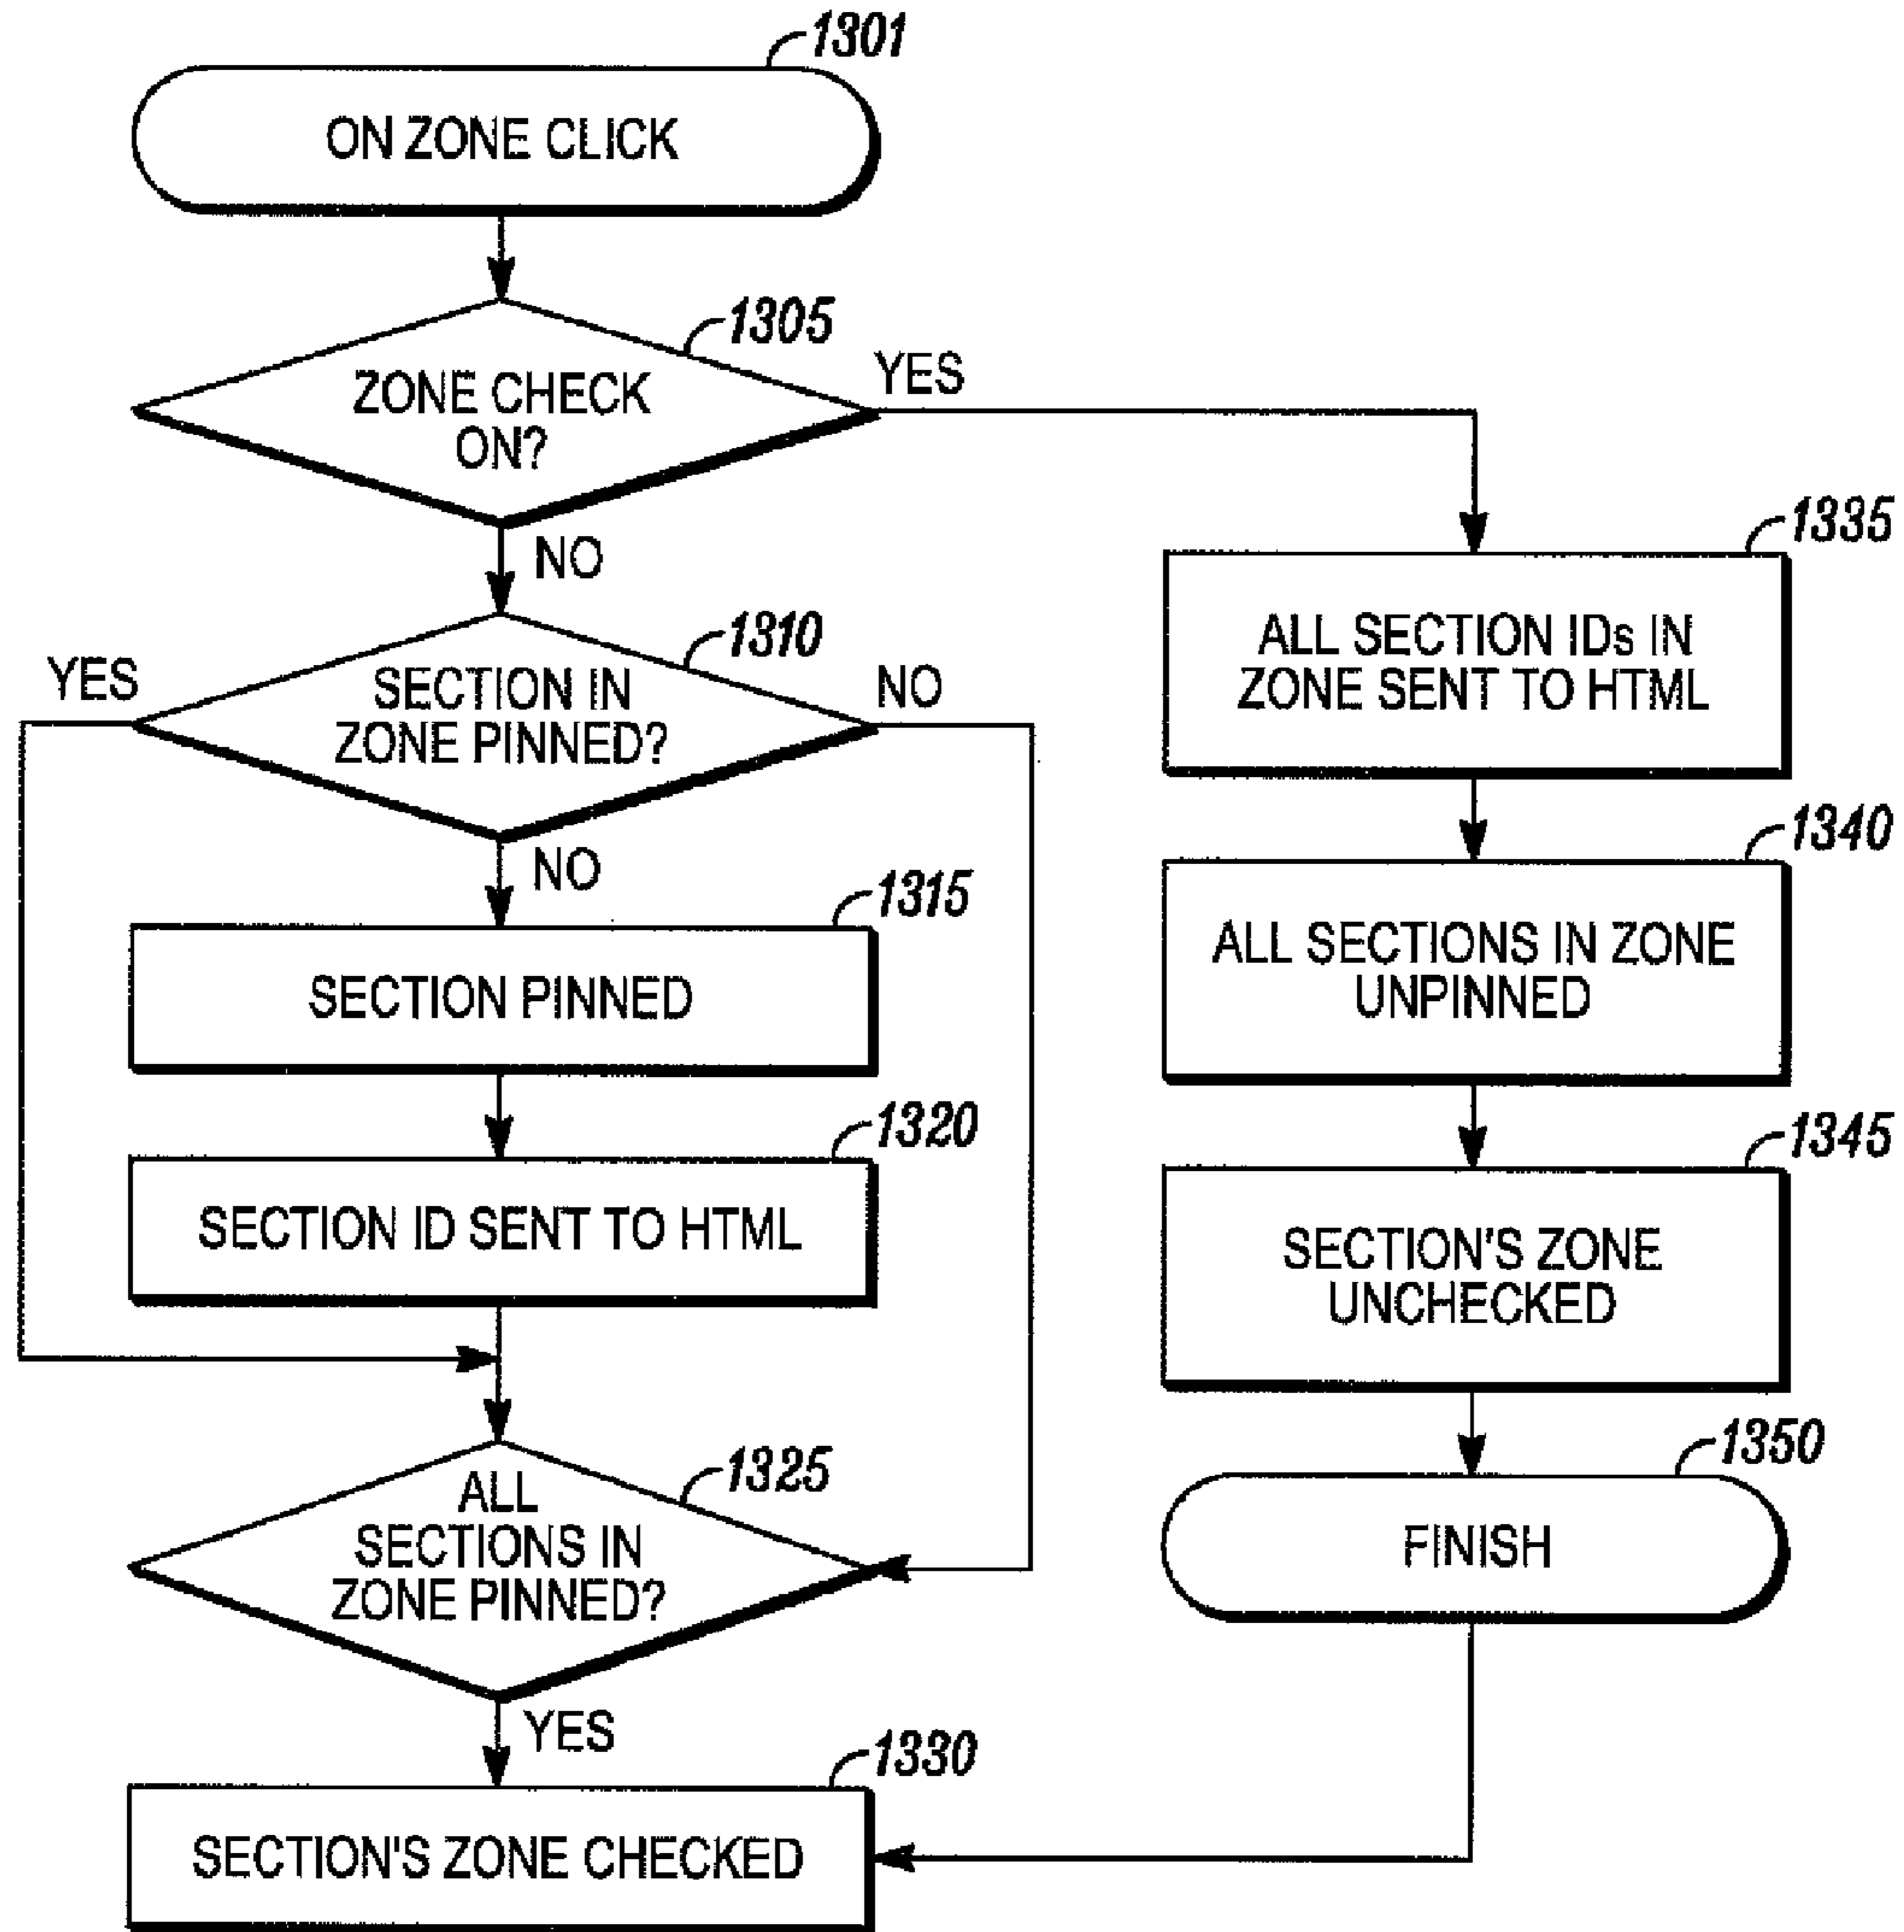 1301
ON ZONE CLICK
1305
ZONE CHECK
ON?
YES
NO
1310
YES
SECTION IN
ZONE PINNED?
NO
NO
1315
SECTION PINNED
1320
SECTION ID SENT TO HTML
1325
ALL
SECTIONS IN
ZONE PINNED?
YES
1330
SECTION'S ZONE CHECKED
1335
ALL SECTION IDs IN
ZONE SENT TO HTML
1340
ALL SECTIONS IN ZONE
UNPINNED
1345
SECTION'S ZONE
UNCHECKED
1350
FINISH